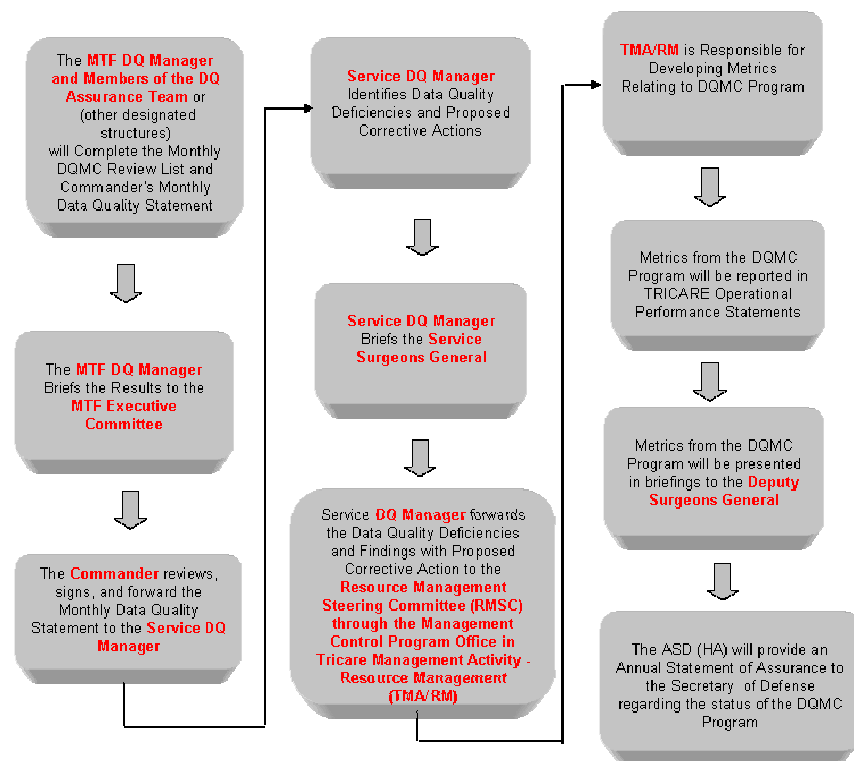 The MTF DQ Manager
and Members of the DQ
Assurance Team or
(other designated
structures)
will Complete the Monthly
DQMC Review List and
Commander's Monthly
Data Quality Statement
The MTF DQ Manager
Briefs the Results to the
MTF Executive
Committee
The Commander reviews,
signs, and forward the
Monthly Data Quality
Statement to the Service DQ
Manager
Service DQ Manager
Identifies Data Quality
Deficiencies and Proposed
Corrective Actions
Service DQ Manager
Briefs the Service
Surgeons General
Service DQ Manager forwards
the Data Quality Deficiencies
and Findings with Proposed
Corrective Action to the
Resource Management
Steering Committee (RMSC)
through the Management
Control Program Office in
Tricare Management Activity -
Resource Management
(TMA/RM)
TMA/RM is Responsible for
Developing Metrics
Relating to DQMC Program
Metrics from the DQMC
Program will be reported in
TRICARE Operational
Performance Statements
Metrics from the DQMC
Program will be presented
in briefings to the Deputy
Surgeons General
The ASD (HA) will provide an
Annual Statement of Assurance to
the Secretary of Defense
regarding the status of the DQMC
Program